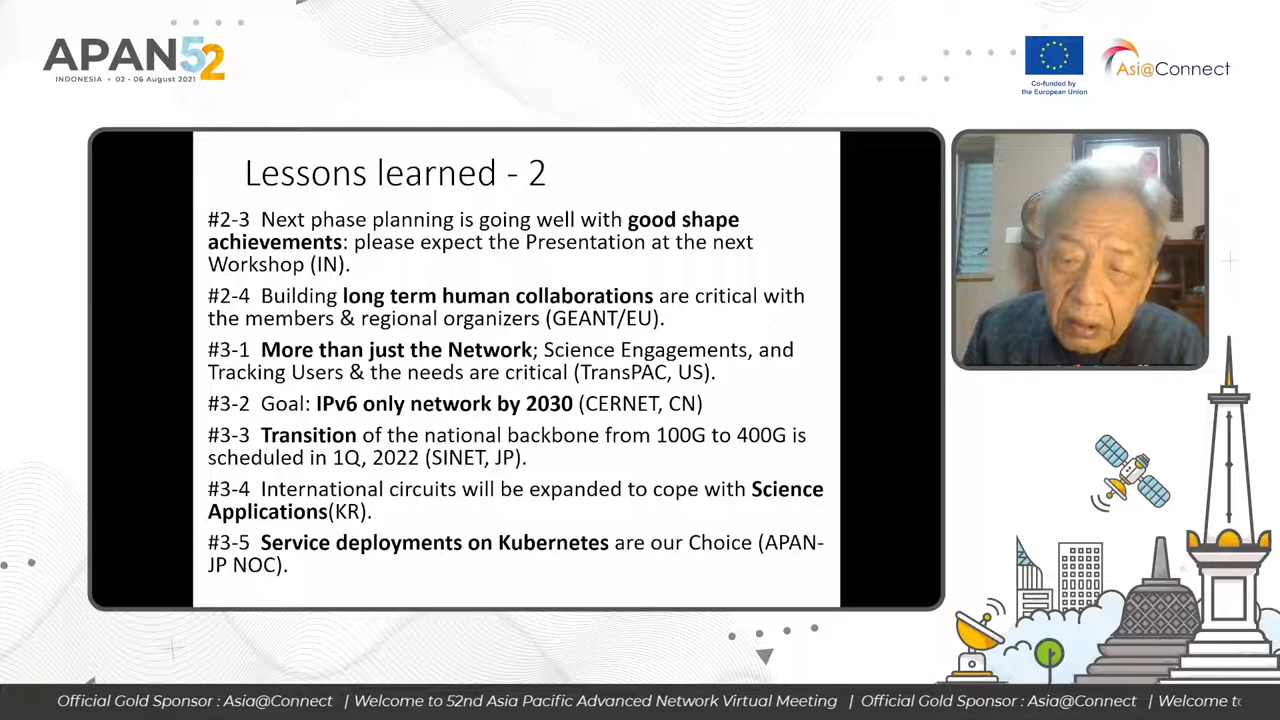 APAN52
INDONESIA • 02 - 06 August 2021
Co-funded by
the European Union
Asi@Connect
Lessons learned - 2
#2-3 Next phase planning is going well with good shape
achievements: please expect the Presentation at the next
Workshop (IN).
#2-4 Building long term human collaborations are critical with
the members & regional organizers (GEANT/EU).
#3-1 More than just the Network; Science Engagements, and
Tracking Users & the needs are critical (TransPAC, US).
#3-2 Goal: IPv6 only network by 2030 (CERNET, CN)
#3-3 Transition of the national backbone from 100G to 400G is
scheduled in 1Q, 2022 (SINET, JP).
#3-4 International circuits will be expanded to cope with Science
Applications(KR).
#3-5 Service deployments on Kubernetes are our Choice (APAN-
JP NOC).
Official Gold Sponsor : Asi@Connect | Welcome to 52nd Asia Pacific Advanced Network Virtual Meeting | Official Gold Sponsor : Asi@Connect | Welcome to